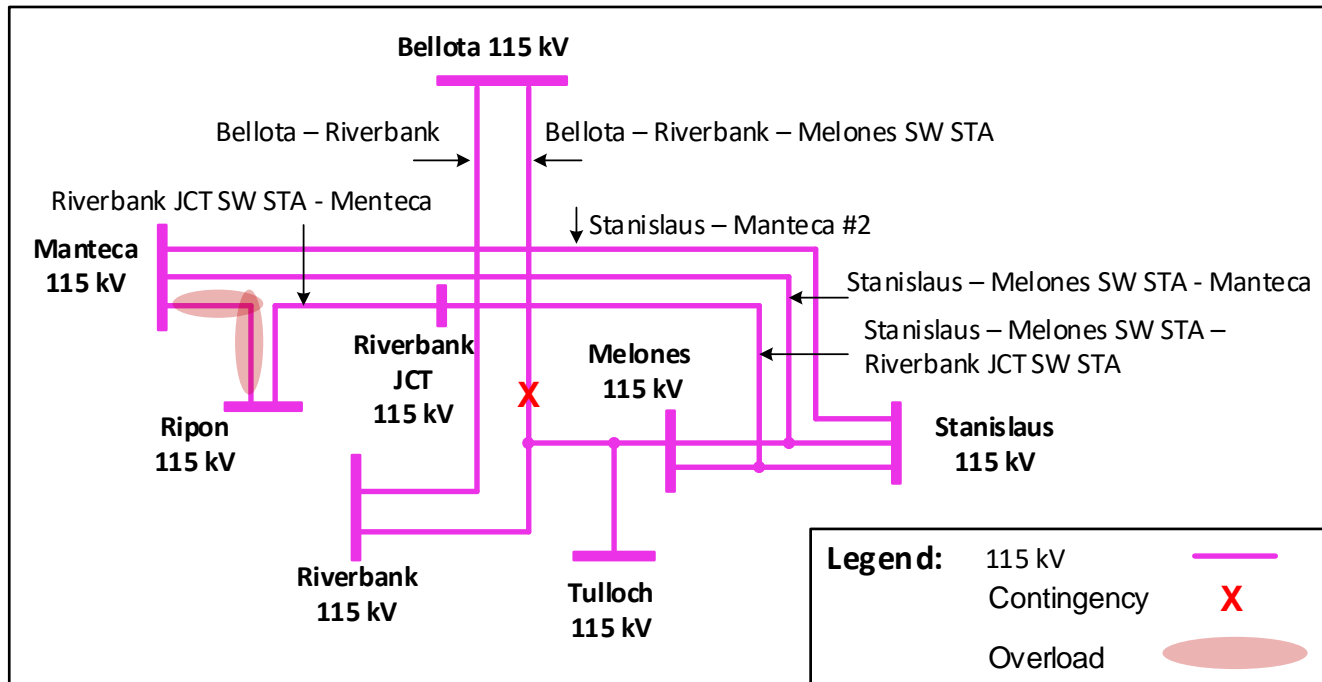 Bellota 115 kV
Bellota – Riverbank
Bellota – Riverbank – Melones SW STA
Riverbank JCT SW STA - Menteca
Stanislaus – Manteca #2
Manteca
115 kV
Stanislaus – Melones SW STA - Manteca
Stanislaus – Melones SW STA –
Riverbank JCT SW STA
Riverbank
JCT
115 kV
Melones
115 kV
X
Ripon
115 kV
Stanislaus
115 kV
Riverbank
115 kV
Tulloch
115 kV
Legend:
115 kV
Contingency
X
Overload